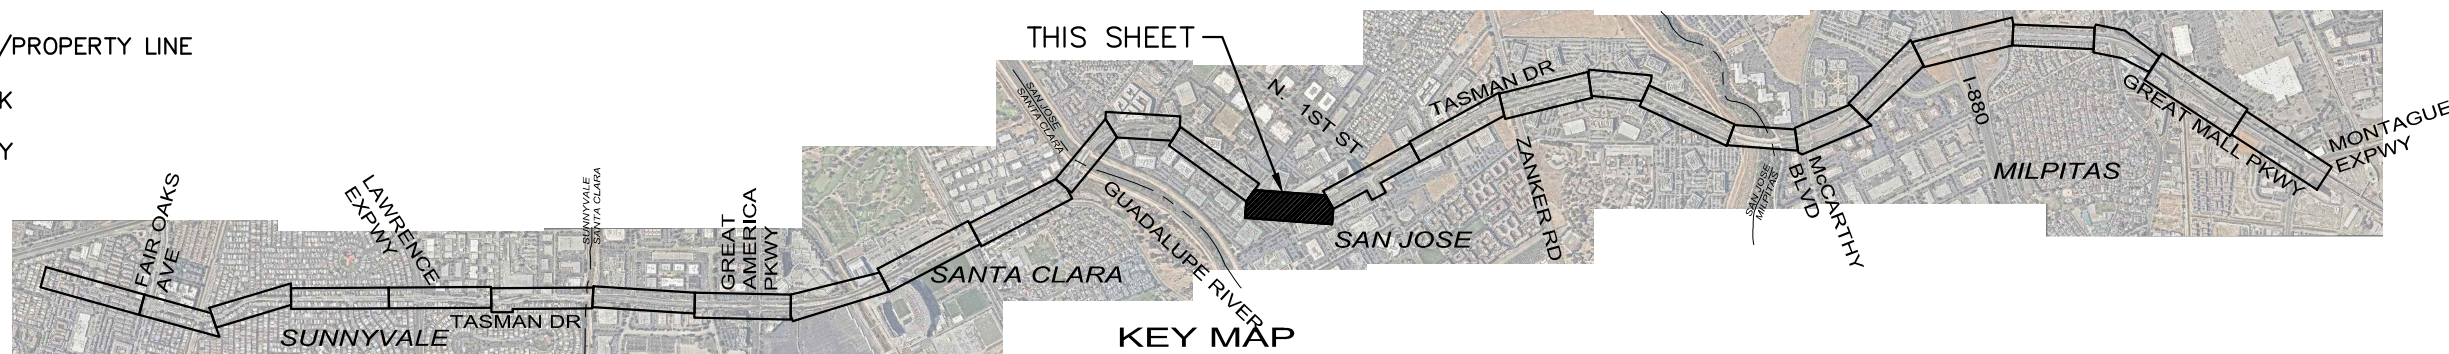 /PROPERTY LINE
K
Y
THIS SHEET
FAIR OAKS
AVE
LAWRENCE
EXPWY
SUNNYVALE
SANTA CLARA
GREAT
AMERICA
PKWY
SUNNYVALE
TASMAN DR
SANTA CLARA
SAN JOSE
SANTA CLARA
GUADALUPE RIVER
N. 1ST ST
SAN JOSE
TASMAN DR
ZANKER RD
SAN JOSE
MILPITAS
McCARTHY
BLVD
I-880
MILPITAS
GREAT MALL PKWY
MONTAGUE
EXPWY
KEY MAP